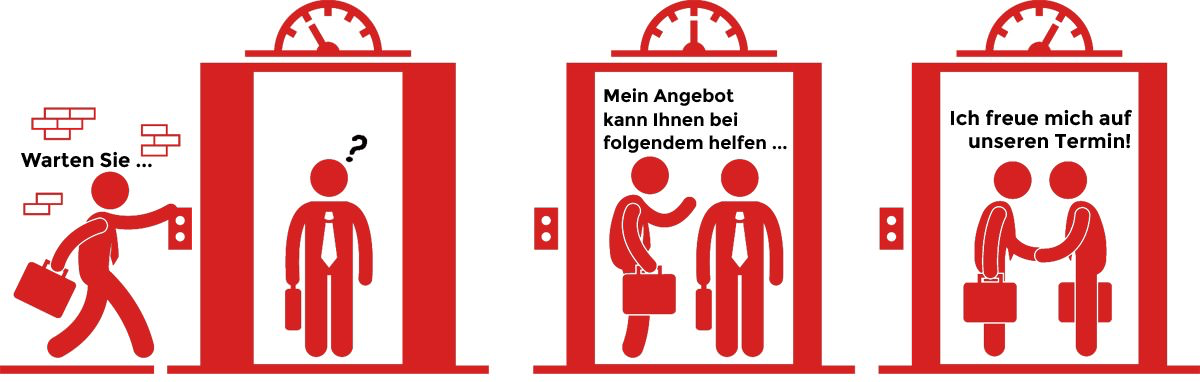 Warten Sie ...
?
Mein Angebot
kann Ihnen bei
folgendem helfen ...
Ich freue mich auf
unseren Termin!